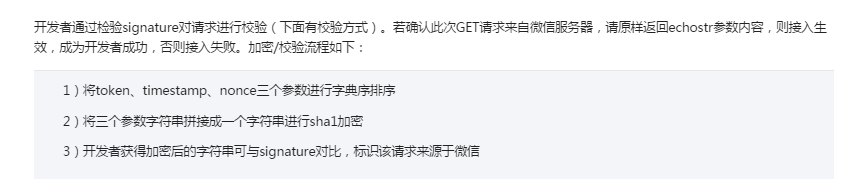 开发者通过检验signature对请求进行校验（下面有校验方式）。若确认此次GET请求来自微信服务器，请原样返回echostr参数内容，则接入生
效，成为开发者成功，否则接入失败。加密/校验流程如下：
1）将token、timestamp、nonce三个参数进行字典序排序
2）将三个参数字符串拼接成一个字符串进行sha1加密
3）开发者获得加密后的字符串可与signature对比，标识该请求来源于微信